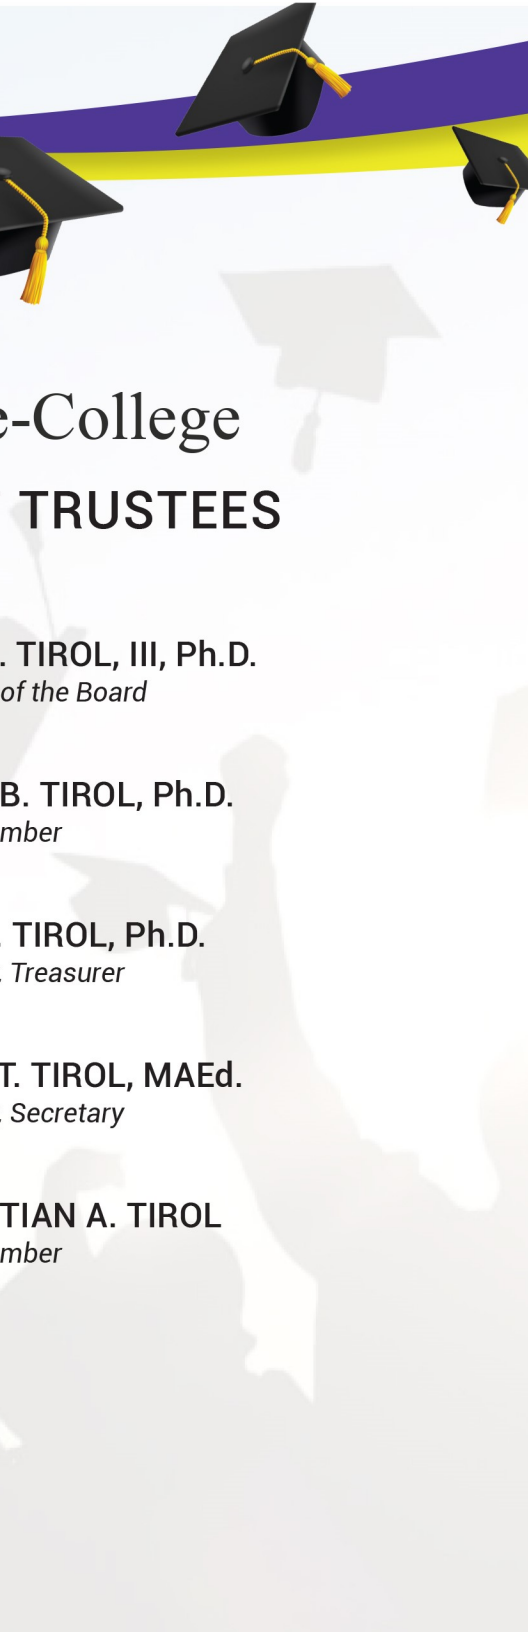 e-College
TRUSTEES
. TIROL, III, Ph.D.
of the Board
B. TIROL, Ph.D.
mber
. TIROL, Ph.D.
. Treasurer
T. TIROL, MAEd.
. Secretary
TIAN A. TIROL
mber